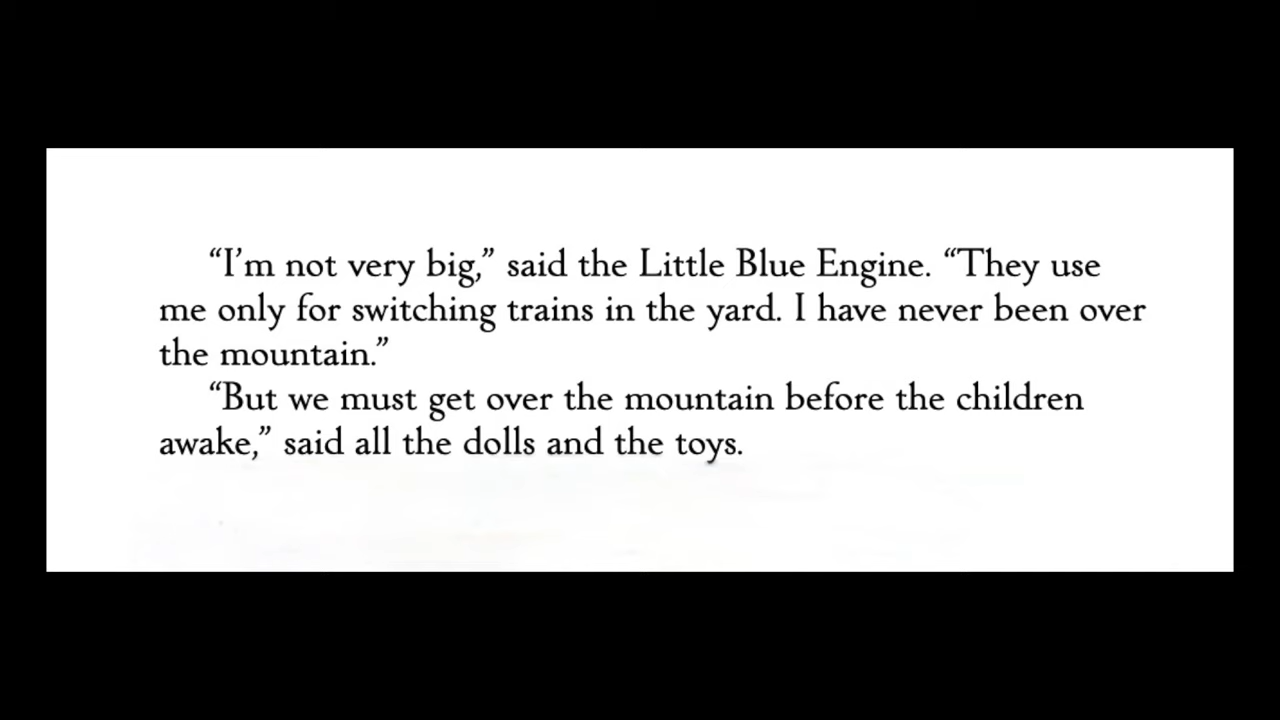 “I’m not very big,” said the Little Blue Engine. “They use
me only for switching trains in the yard. I have never been over
the mountain.”
“But we must get over the mountain before the children
awake,” said all the dolls and the toys.